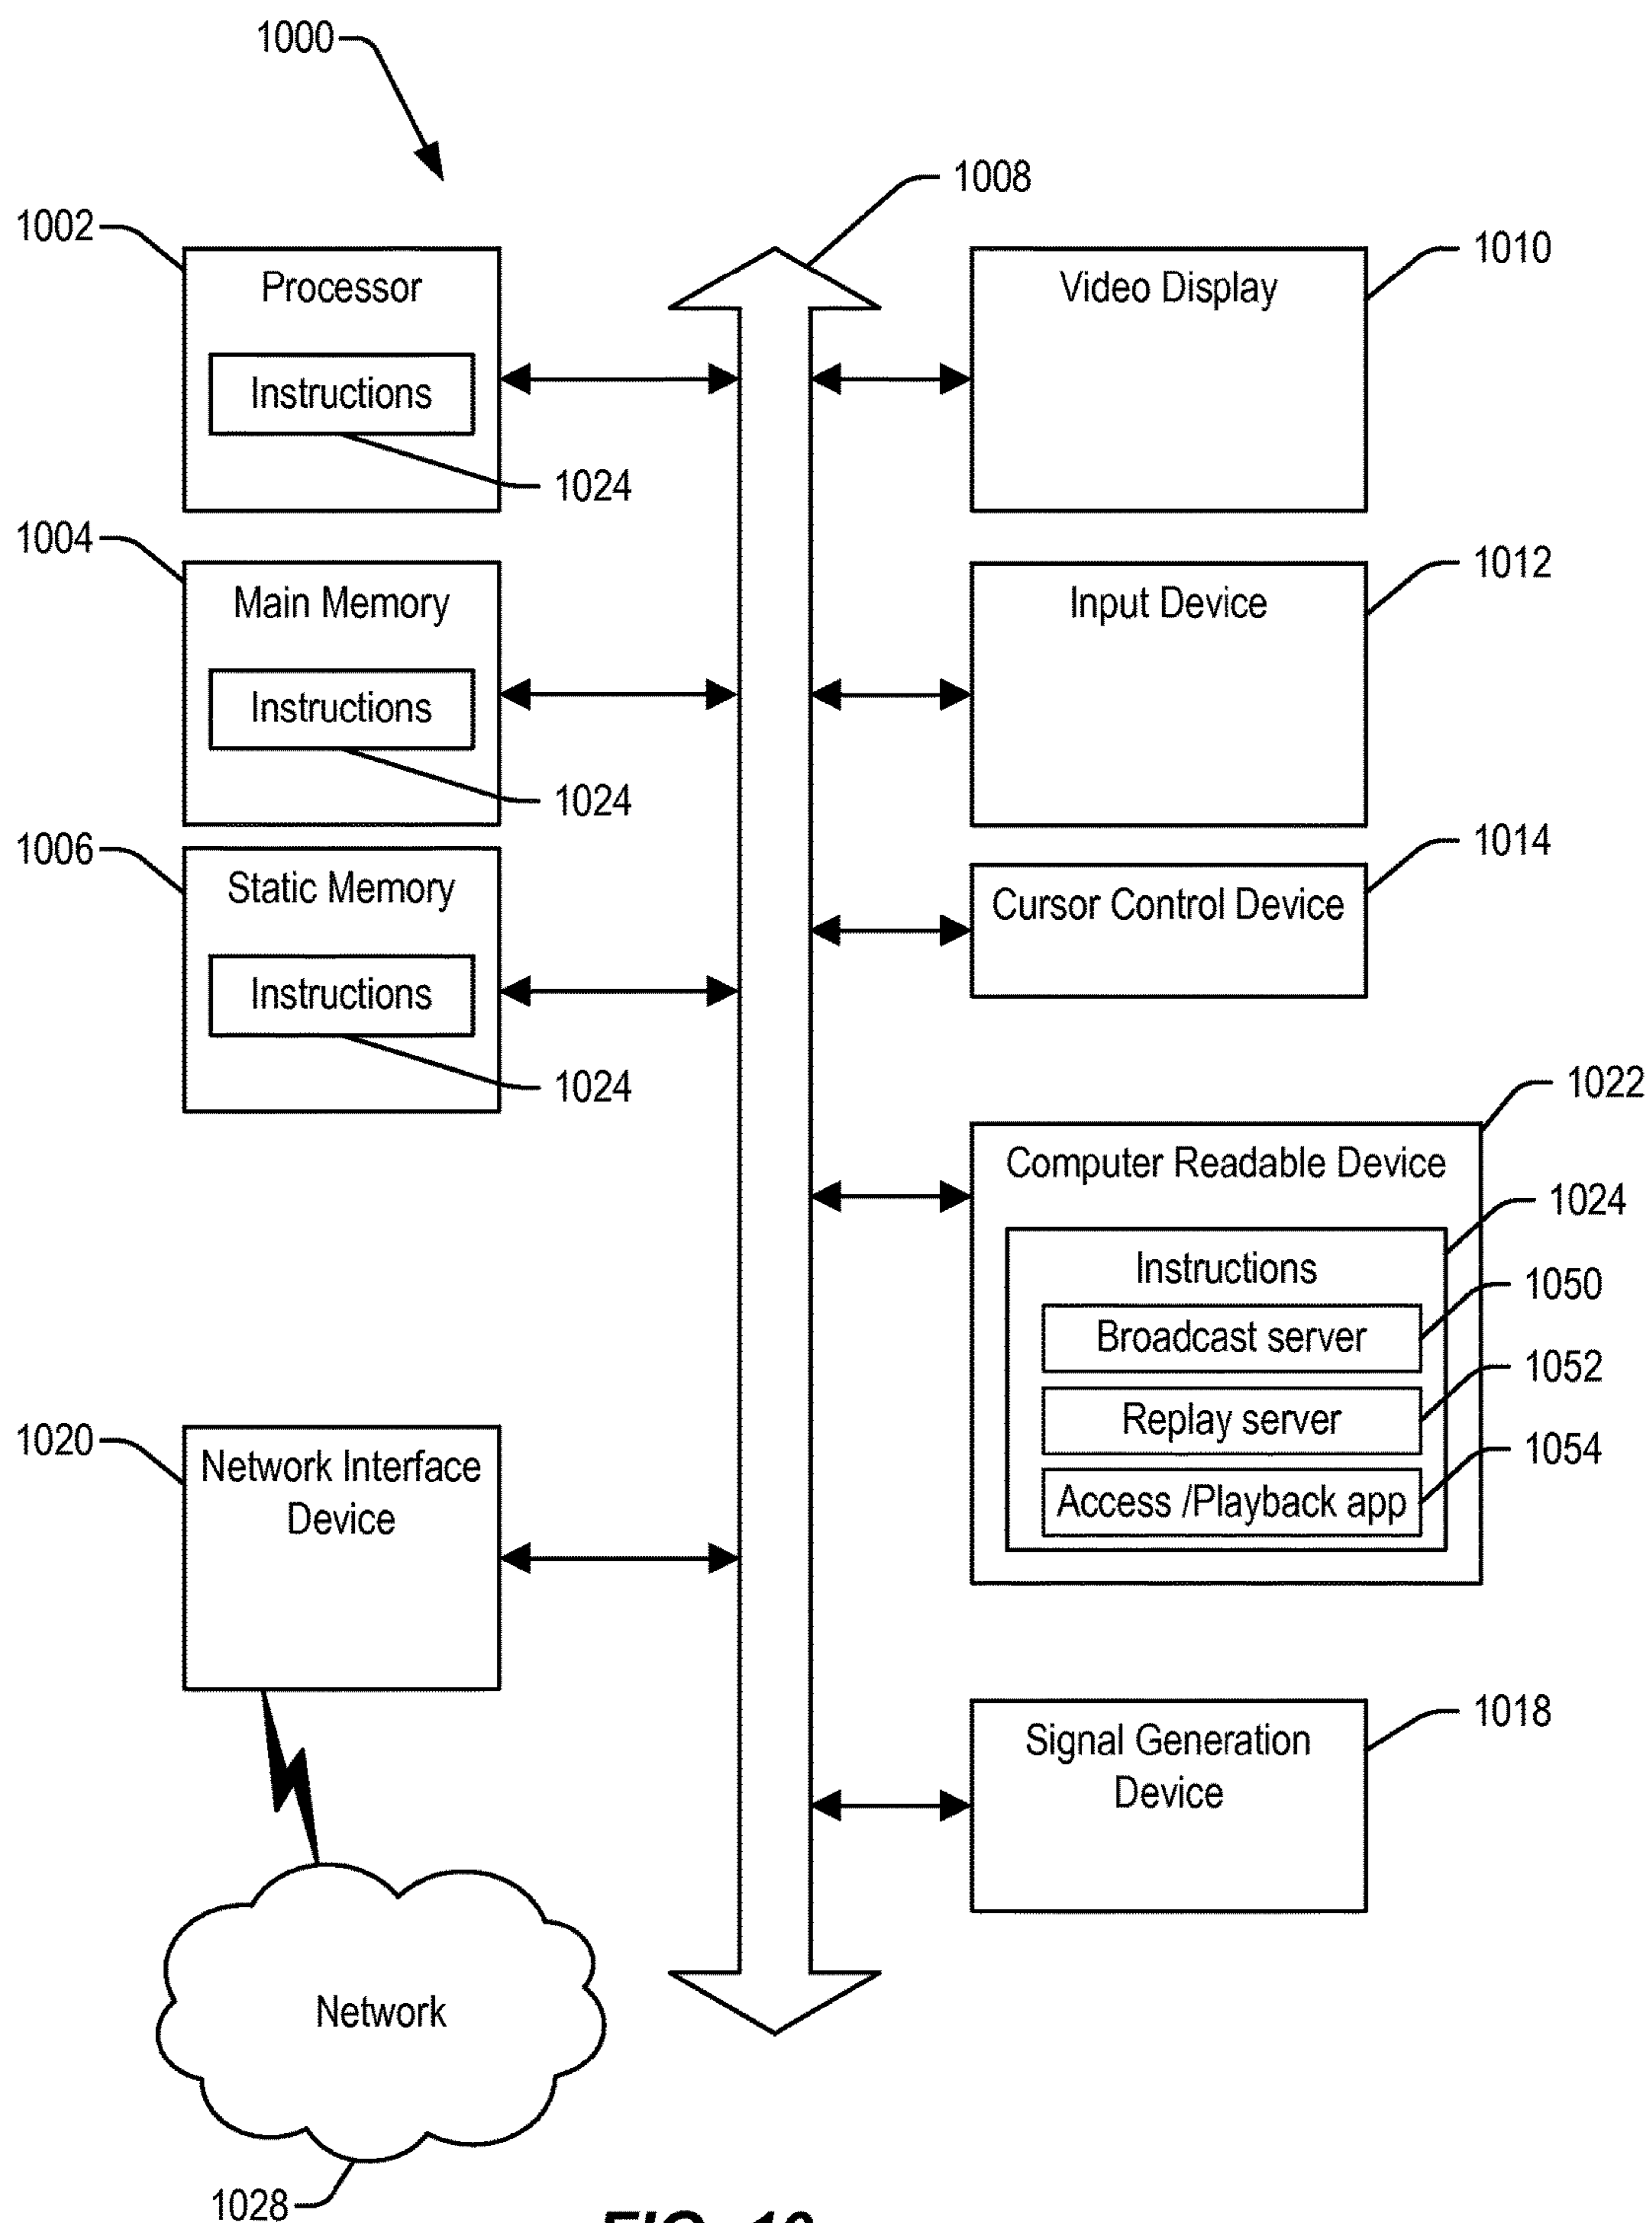 1000
1008
1002
Processor
Instructions
1024
1010
Video Display
1004
Main Memory
Instructions
1024
1012
Input Device
1006
Static Memory
Instructions
1024
1014
Cursor Control Device
1022
Computer Readable Device
1024
Instructions
1050
Broadcast server
1052
Replay server
1054
Access /Playback app
1020
Network Interface
Device
1018
Signal Generation
Device
Network
1028
FIG. 10